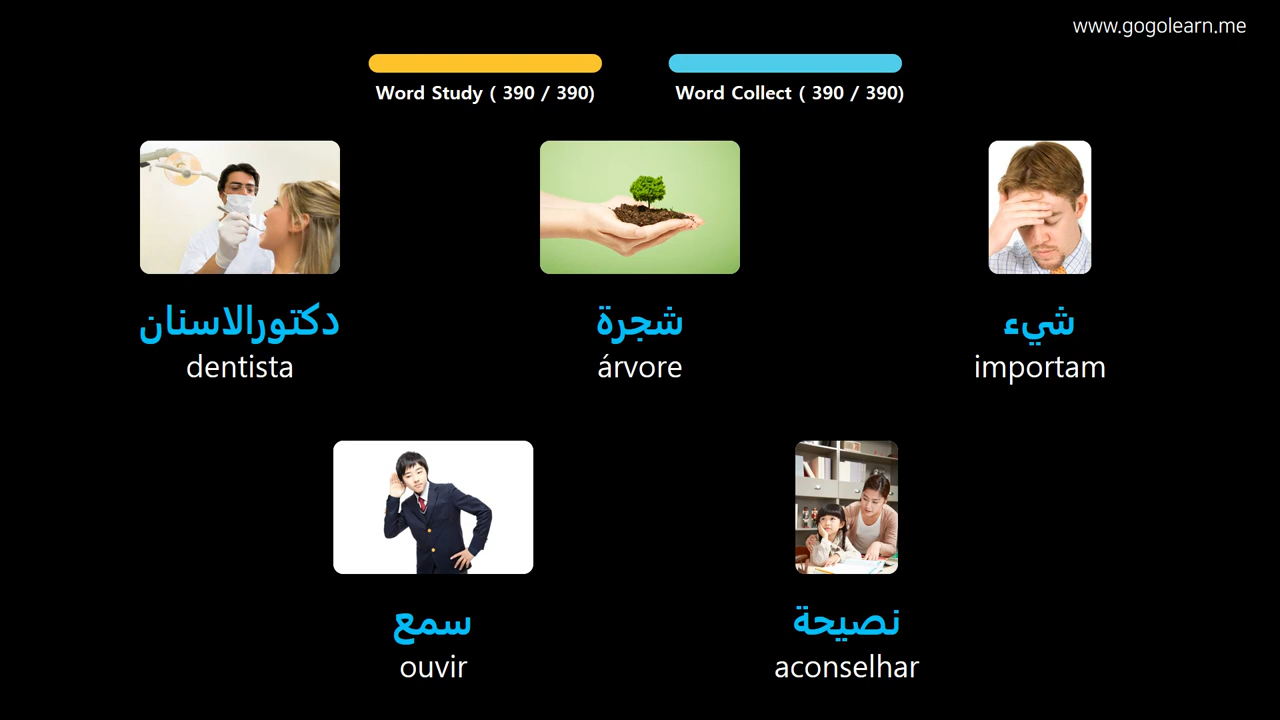 www.gogolearn.me
Word Study ( 390 / 390)
Word Collect ( 390 / 390)
دكتورالاسنان
dentista
شجرة
árvore
شيء
importam
سمع
ouvir
نصيحة
aconselhar